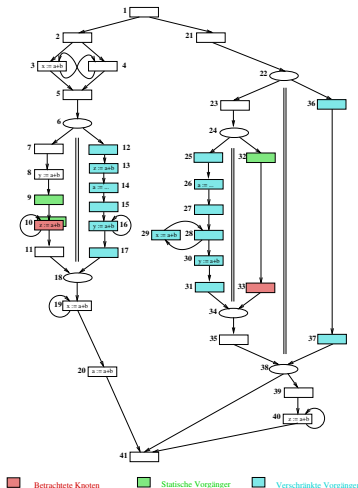 1
2
21
3
x := a+b
4
22
5
23
36
6
24
7
12
25
32
8
y := a+b
13
z := a+b
26
a := ...
9
14
a := ...
27
15
10
z := a+b
y := a+b
16
29
x := a+b
28
11
17
30
y := a+b
18
31
33
19
x := a+b
34
35
37
20
a := a+b
38
39
40
z := a+b
41
Betrachtete Knoten
Statische Vorgänger
Verschränkte Vorgänger